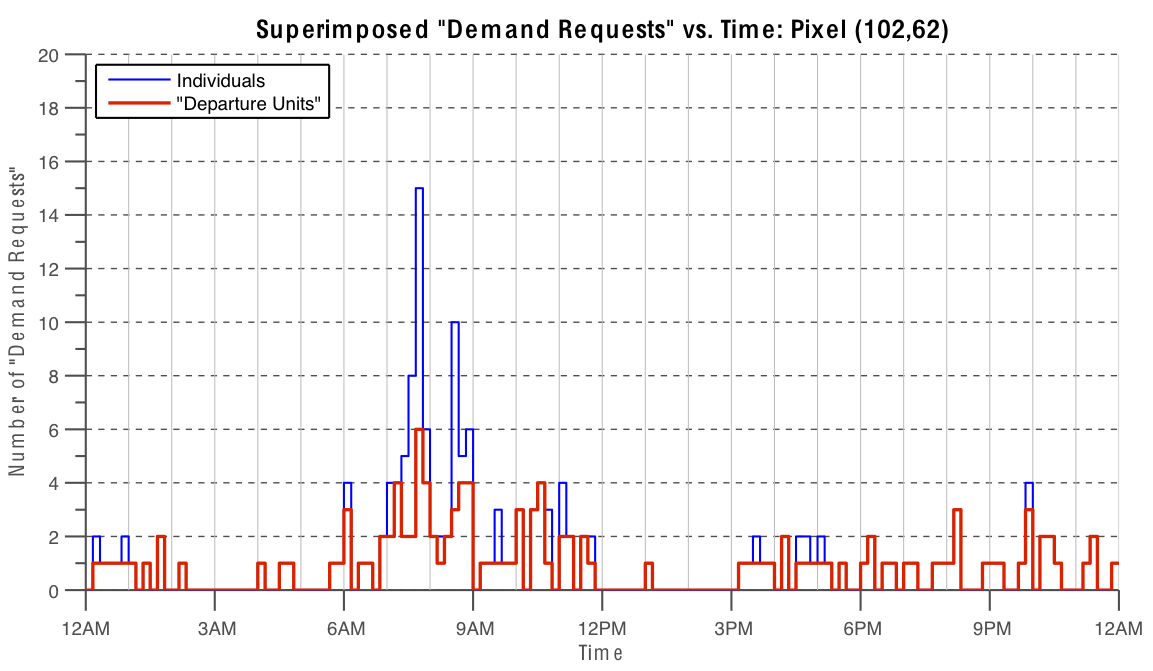 Superimposed "Demand Requests" vs. Time: Pixel (102,62)
20
18
16
14
12
10
8
6
4
2
0
Number of "Demand Requests"
Individuals
"Departure Units"
12AM 3AM 6AM 9AM 12PM 3PM 6PM 9PM 12AM
Time